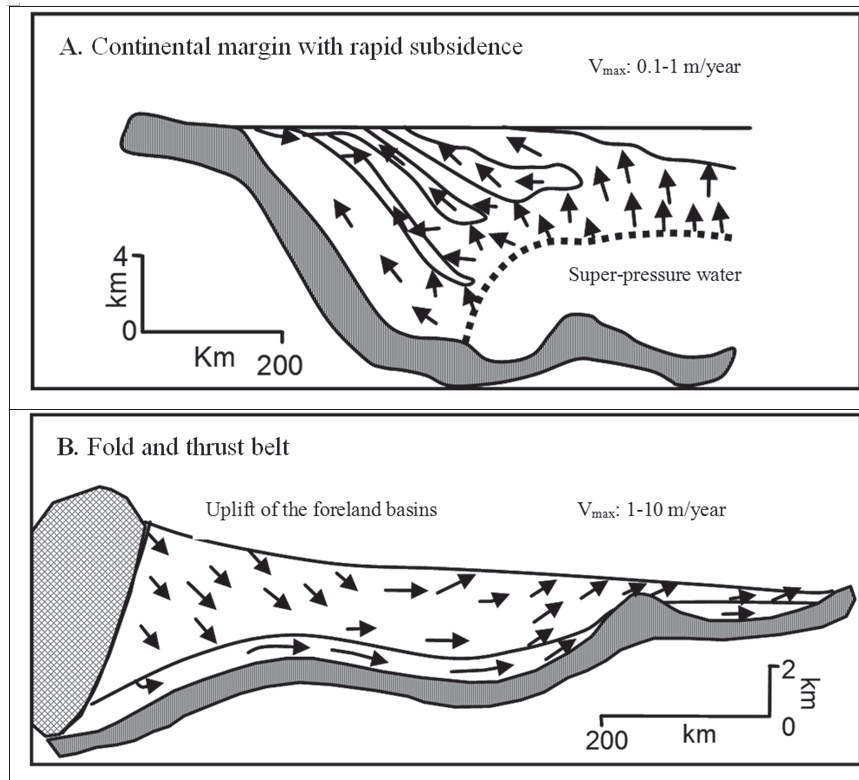 A. Continental margin with rapid subsidence
Vmax: 0.1-1 m/year
4
km
0
Km 200
Super-pressure water
B. Fold and thrust belt
Uplift of the foreland basins
Vmax: 1-10 m/year
2
km
0
200 km